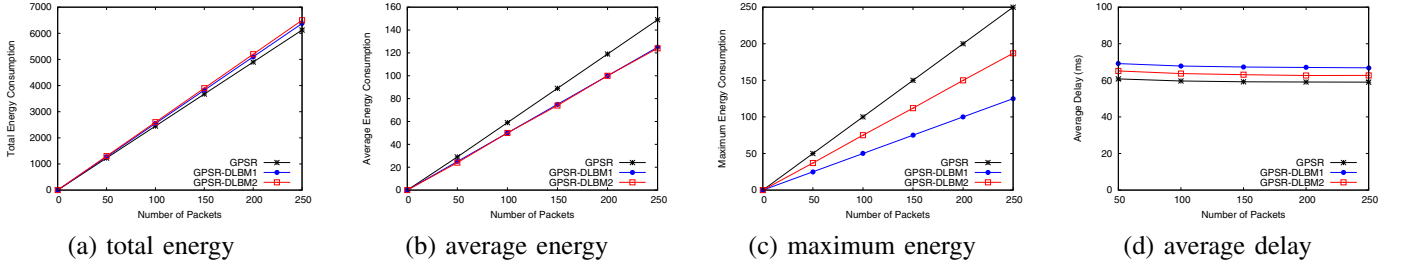 7000
6000
5000
4000
3000
2000
1000
0
0 50 100 150 200 250
Total Energy Consumption
Number of Packets
GPSR
GPSR-DLBM1
GPSR-DLBM2
(a) total energy
160
140
120
100
80
60
40
20
0
0 50 100 150 200 250
Average Energy Consumption
Number of Packets
GPSR
GPSR-DLBM1
GPSR-DLBM2
(b) average energy
250
200
150
100
50
0
0 50 100 150 200 250
Maximum Energy Consumption
Number of Packets
GPSR
GPSR-DLBM1
GPSR-DLBM2
(c) maximum energy
100
80
60
40
20
0
50 100 150 200 250
Average Delay (ms)
Number of Packets
GPSR
GPSR-DLBM1
GPSR-DLBM2
(d) average delay